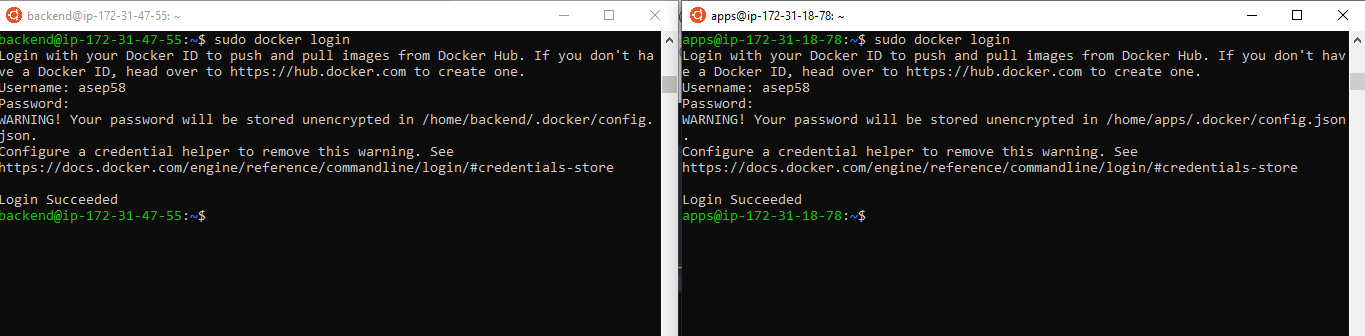 backend@ip-172-31-47-55: ~
backend@ip-172-31-47-55:~$ sudo docker login
Login with your Docker ID to push and pull images from Docker Hub. If you don't ha
ve a Docker ID, head over to https://hub.docker.com to create one.
Username: asep58
Password:
WARNING! Your password will be stored unencrypted in /home/backend/.docker/config.
json.
Configure a credential helper to remove this warning. See
https://docs.docker.com/engine/reference/commandline/login/#credentials-store
Login Succeeded
backend@ip-172-31-47-55:~$
apps@ip-172-31-18-78: ~
apps@ip-172-31-18-78:~$ sudo docker login
Login with your Docker ID to push and pull images from Docker Hub. If you don't hav
e a Docker ID, head over to https://hub.docker.com to create one.
Username: asep58
Password:
WARNING! Your password will be stored unencrypted in /home/apps/.docker/config.json
.
Configure a credential helper to remove this warning. See
https://docs.docker.com/engine/reference/commandline/login/#credentials-store
Login Succeeded
apps@ip-172-31-18-78:~$